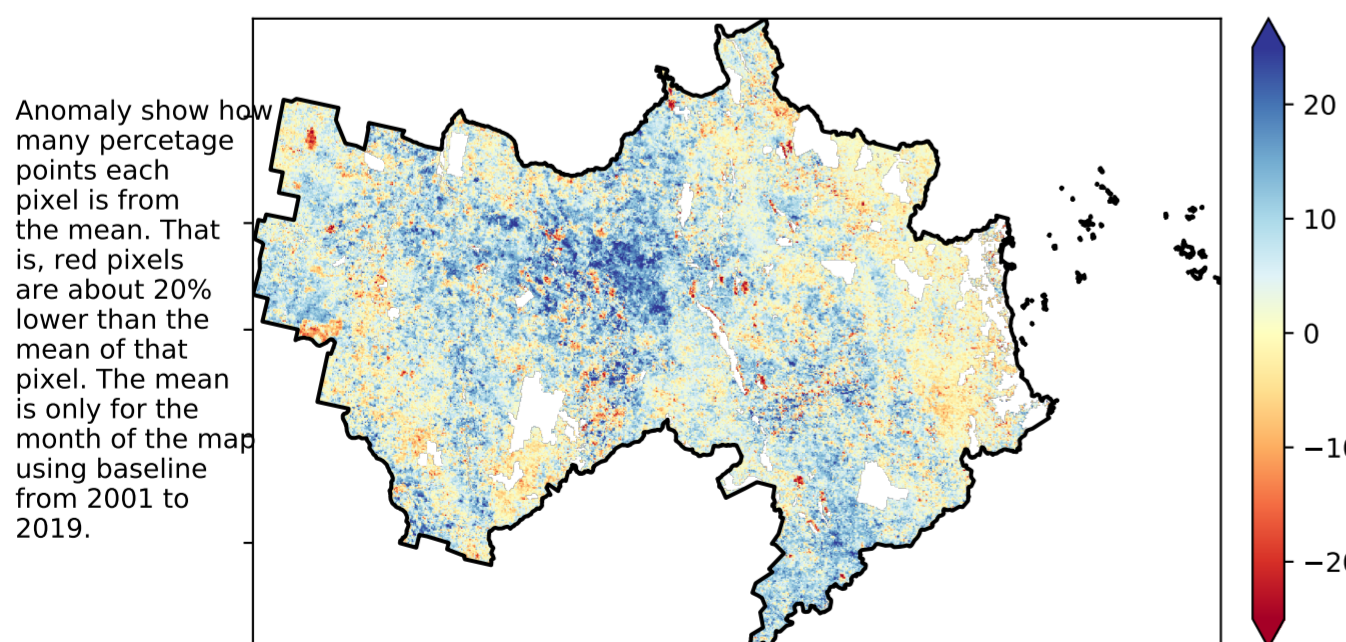 Anomaly show how
many percetage
points each
pixel is from
the mean. That
is, red pixels
are about 20%
lower than the
mean of that
pixel. The mean
is only for the
month of the map
using baseline
from 2001 to
2019.
20
10
0
−10
−20